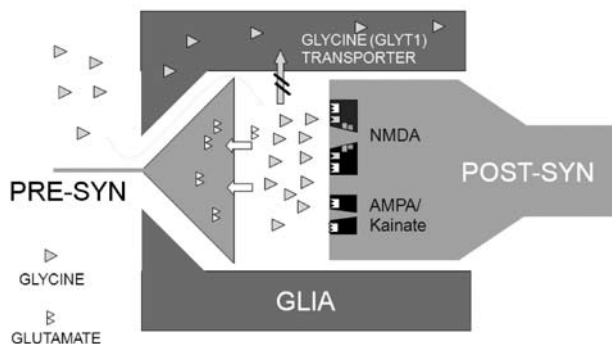 GLYCINE (GLYT1)
TRANSPORTER
NMDA
PRE-SYN
POST-SYN
AMPA/
Kainate
GLYCINE
GLIA
GLUTAMATE